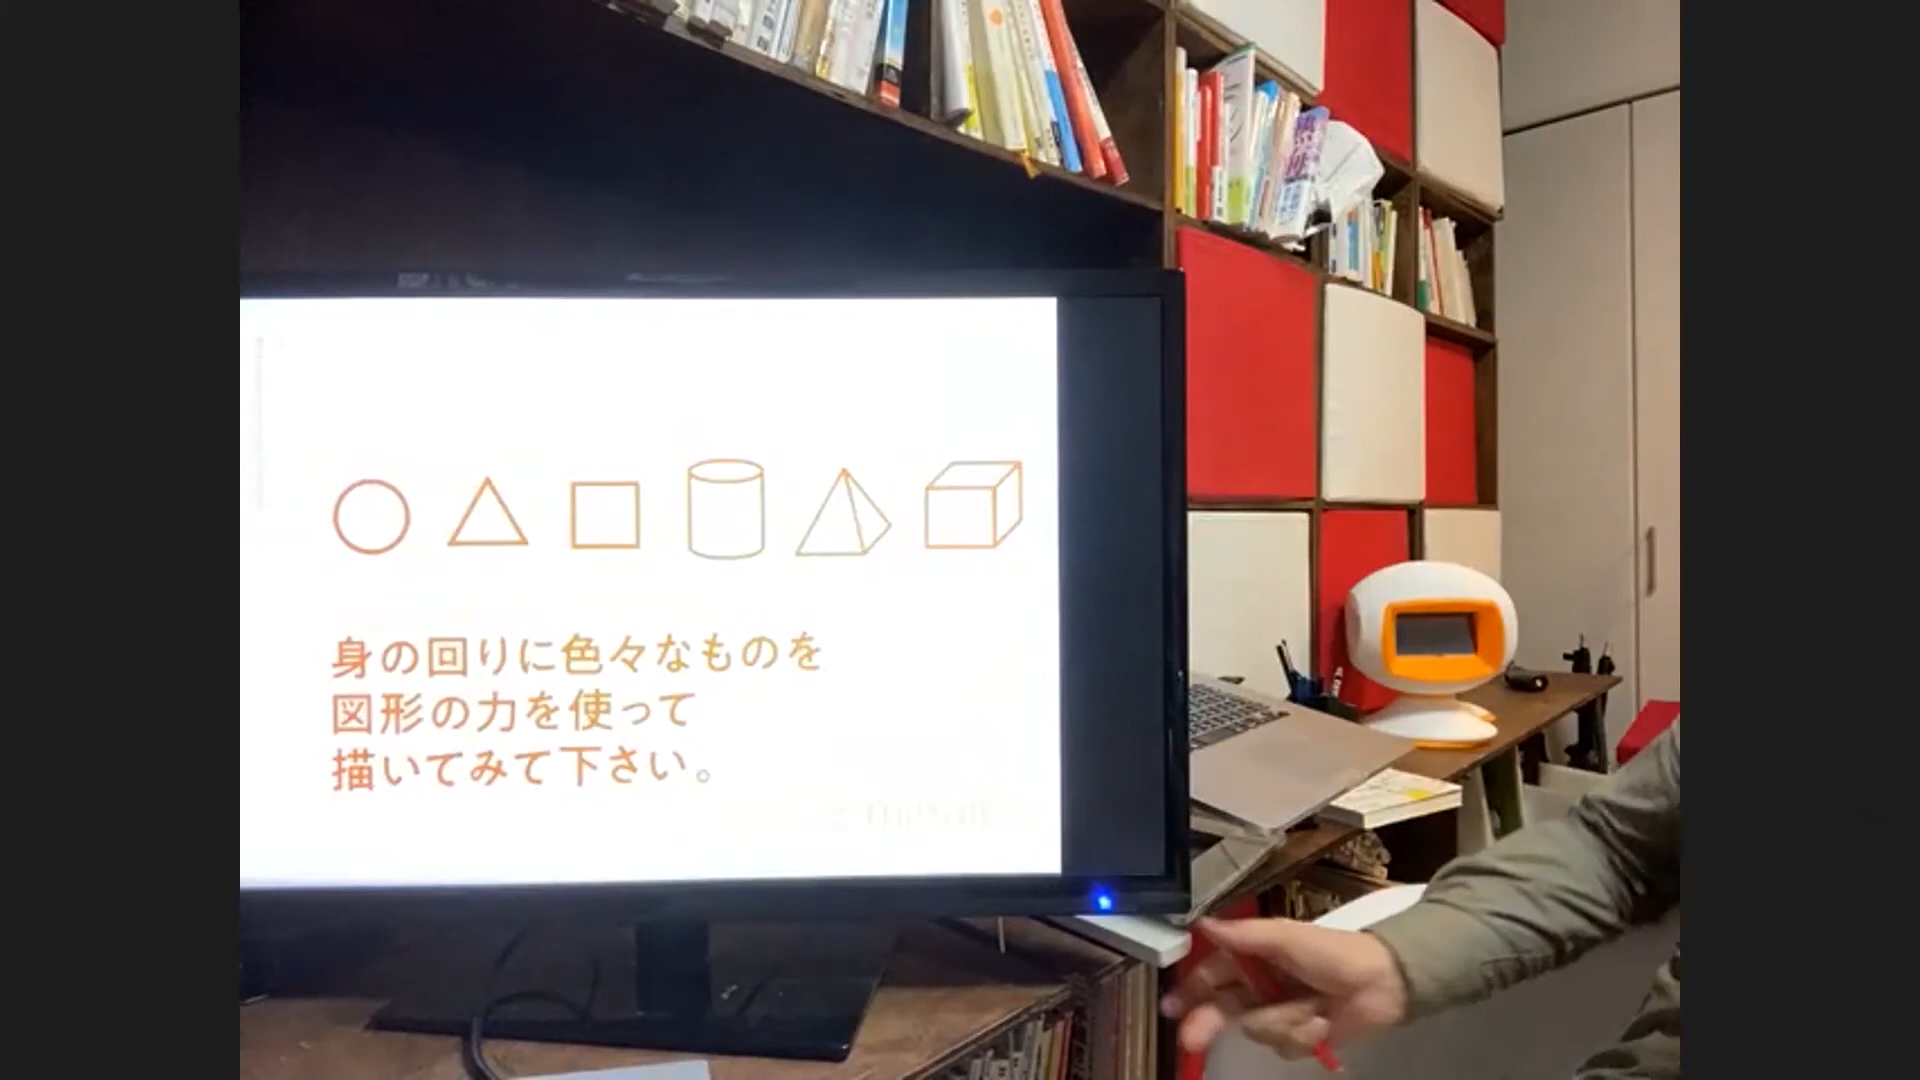 身の回りに色々なものを
図形の力を使って
描いてみて下さい。